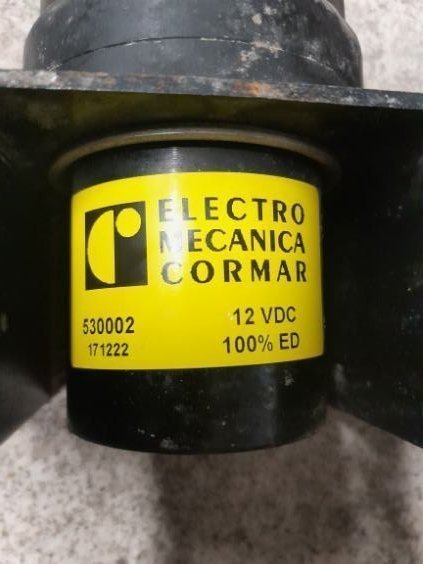 ELECTRO
MECANICA
CORMAR
530002
12 VDC
171222
100% ED